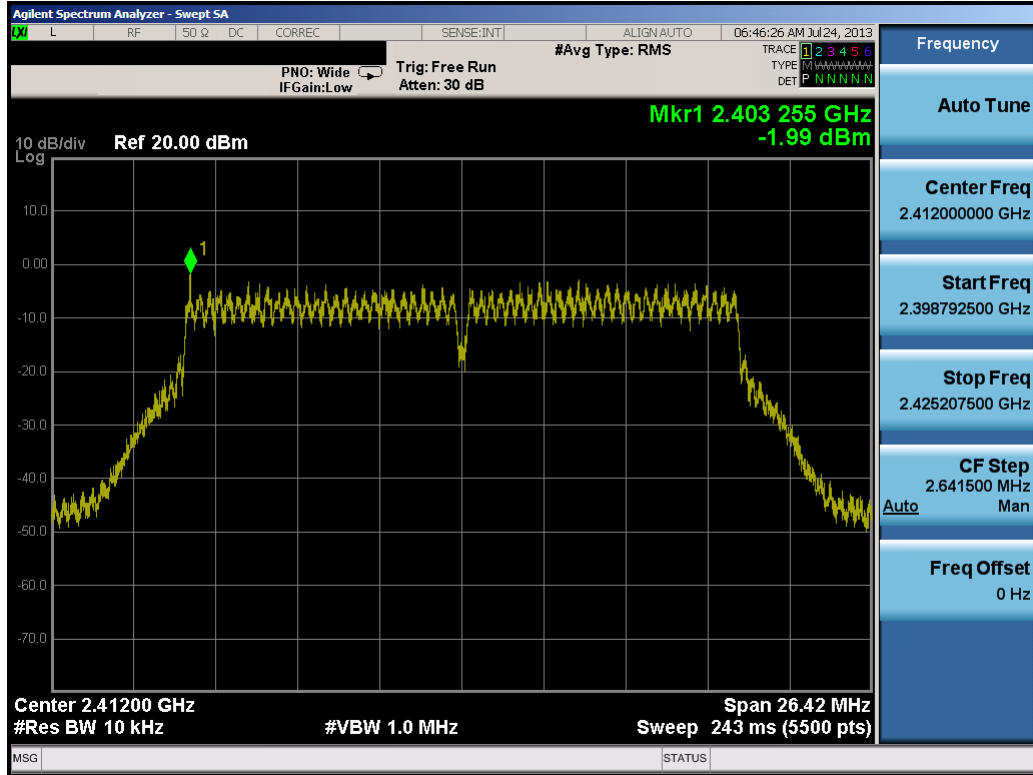 Agilent Spectrum Analyzer - Swept SA
LXI L RF 50 Ω DC CORREC SENSE:INT ALIGN AUTO 06:46:26 AM Jul 24, 2013
#Avg Type: RMS
TRACE 1 2 3 4 5 6
PNO: Wide Trig: Free Run
TYPE M WWWWW
IFGain:Low Atten: 30 dB
DET P N N N N N
Mkr1 2.403 255 GHz
-1.99 dBm
10 dB/div Ref 20.00 dBm
Log
10.0
1
0.00
-10.0
-20.0
-30.0
-40.0
-50.0
-60.0
-70.0
Center 2.41200 GHz Span 26.42 MHz
#Res BW 10 kHz #VBW 1.0 MHz Sweep 243 ms (5500 pts)
MSG STATUS
Frequency
Auto Tune
Center Freq
2.412000000 GHz
Start Freq
2.398792500 GHz
Stop Freq
2.425207500 GHz
CF Step
2.641500 MHz
Auto Man
Freq Offset
0 Hz